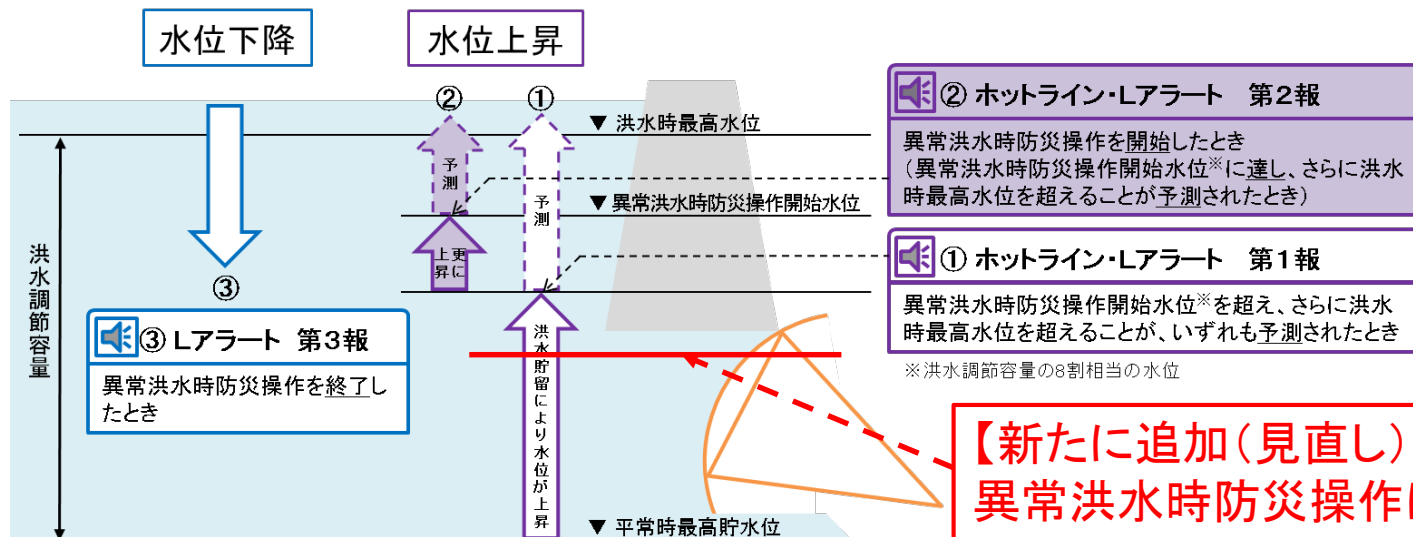 水位下降
水位上昇
②
①
▼ 洪水時最高水位
予測
予測
▼ 異常洪水時防災操作開始水位
更に
上昇
洪水調節容量
③
③ Lアラート 第3報
異常洪水時防災操作を終了し
たとき
洪水貯留により水位が上昇
▼ 平常時最高貯水位
② ホットライン・Lアラート 第2報
異常洪水時防災操作を開始したとき
（異常洪水時防災操作開始水位※に達し、さらに洪水
時最高水位を超えることが予測されたとき）
① ホットライン・Lアラート 第1報
異常洪水時防災操作開始水位※を超え、さらに洪水
時最高水位を超えることが、いずれも予測されたとき
※洪水調節容量の8割相当の水位
【新たに追加（見直し）
異常洪水時防災操作